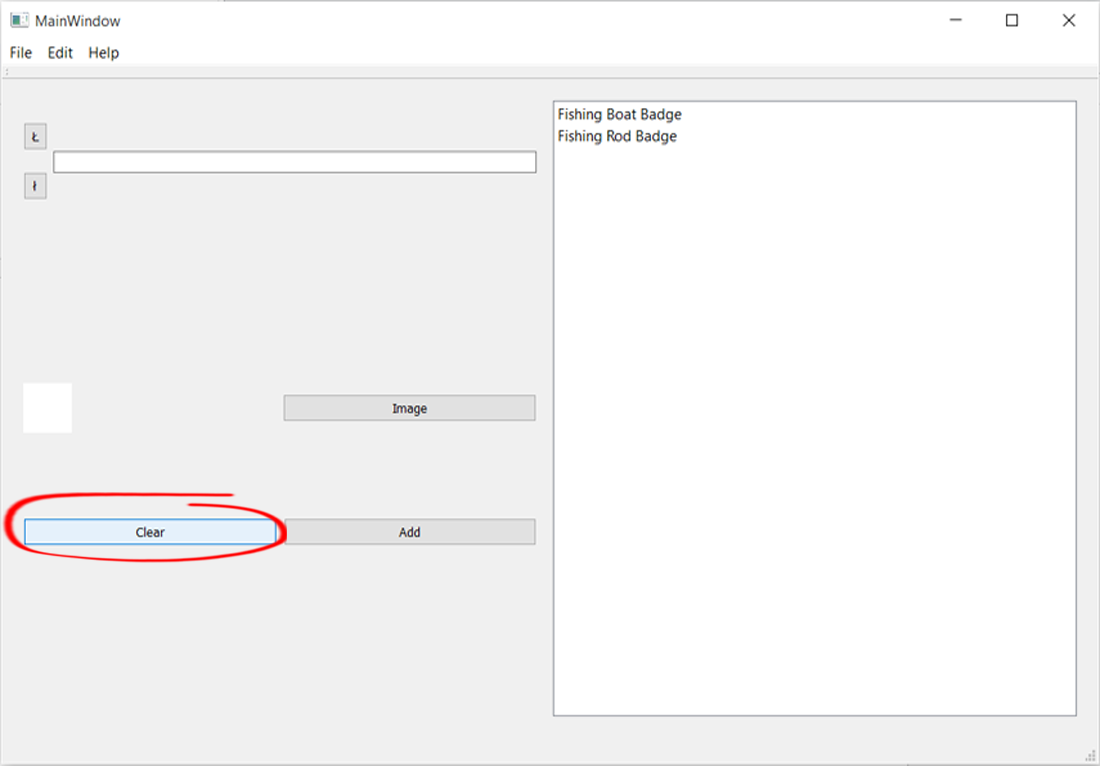 MainWindow
File Edit Help
Ł
ł
Fishing Boat Badge
Fishing Rod Badge
Image
Clear
Add